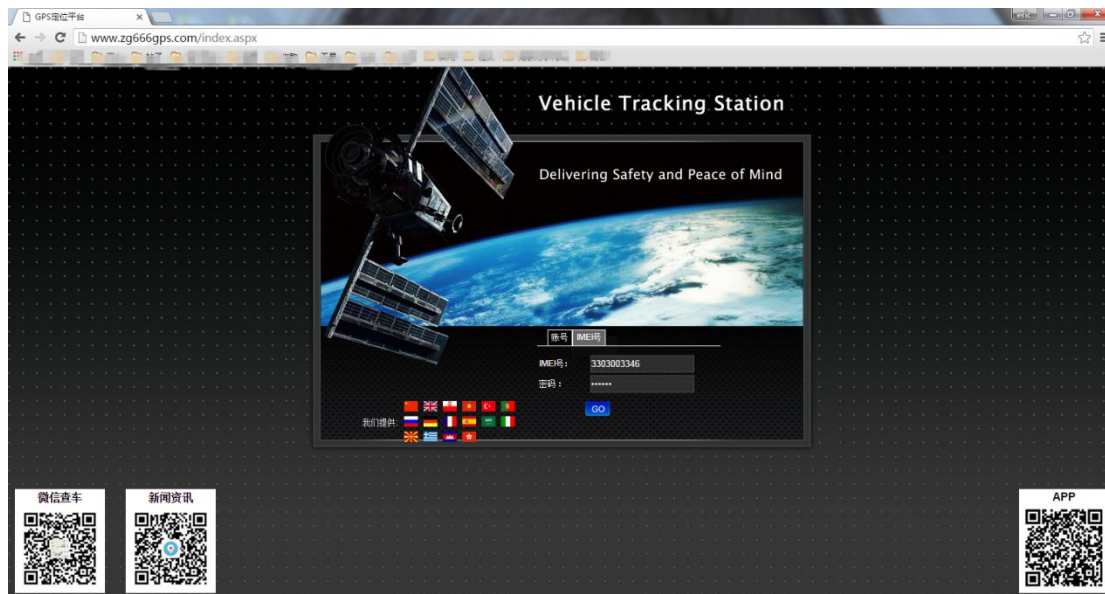 GPS定位平台
eric
www.zg666gps.com/index.aspx
Vehicle Tracking Station
Delivering Safety and Peace of Mind
账号 IMEI号
IMEI号： 3303003346
密码： ••••••
GO
我们提供:
微信查车 新闻资讯 APP